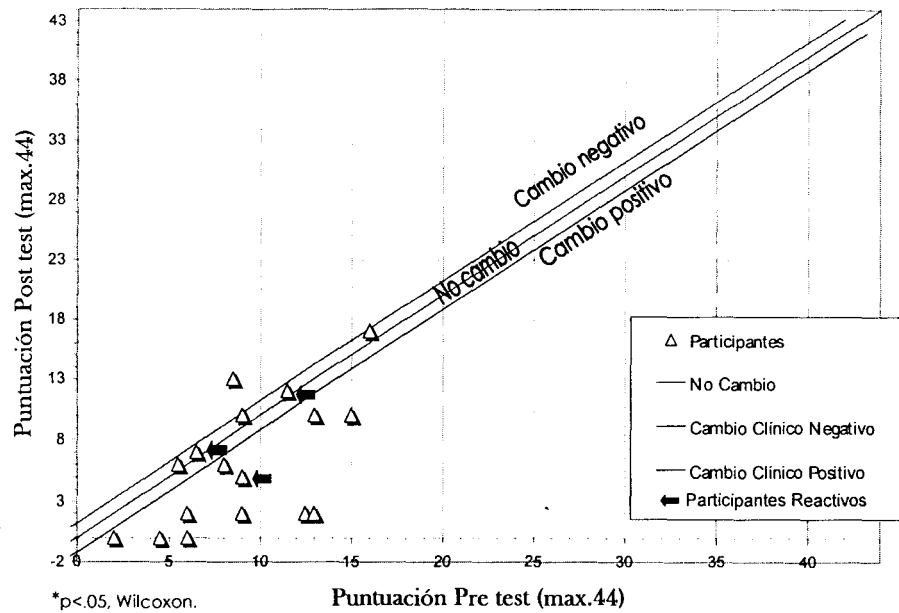 43
38
33
28
23
18
13
8
3
-2
Puntuación Post test (max.44)
Cambio negativo
No cambio
Cambio positivo
Participantes
No Cambio
Cambio Clínico Negativo
Cambio Clínico Positivo
Participantes Reactivos
0 5 10 15 20 25 30 35 40
*p<.05, Wilcoxon.
Puntuación Pre test (max.44)